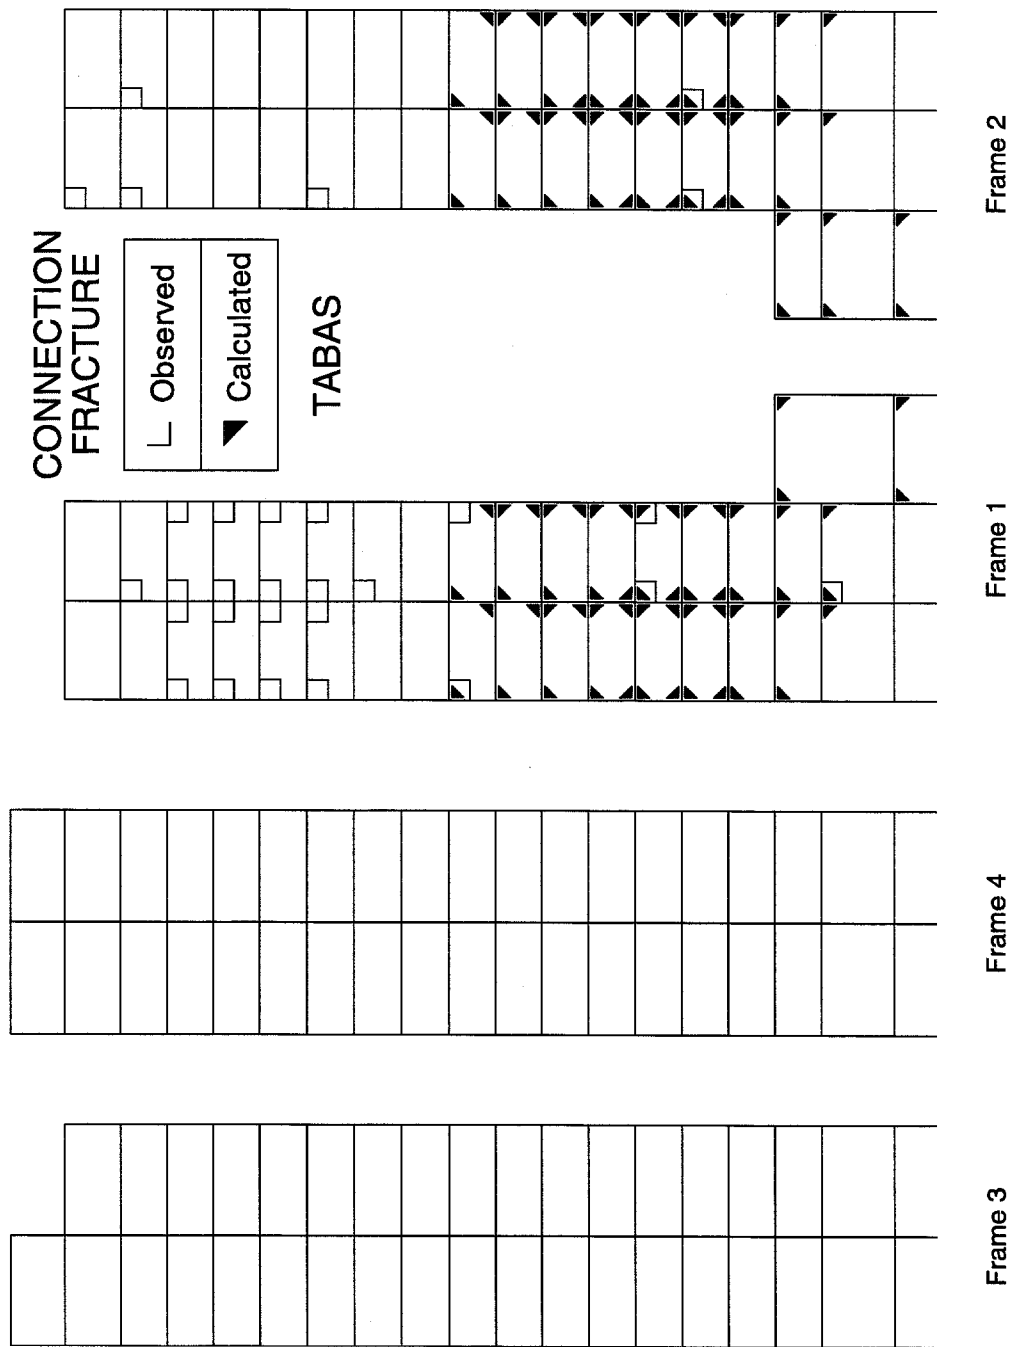 CONNECTION
FRACTURE
Observed
Calculated
TABAS
Frame 3
Frame 4
Frame 1
Frame 2